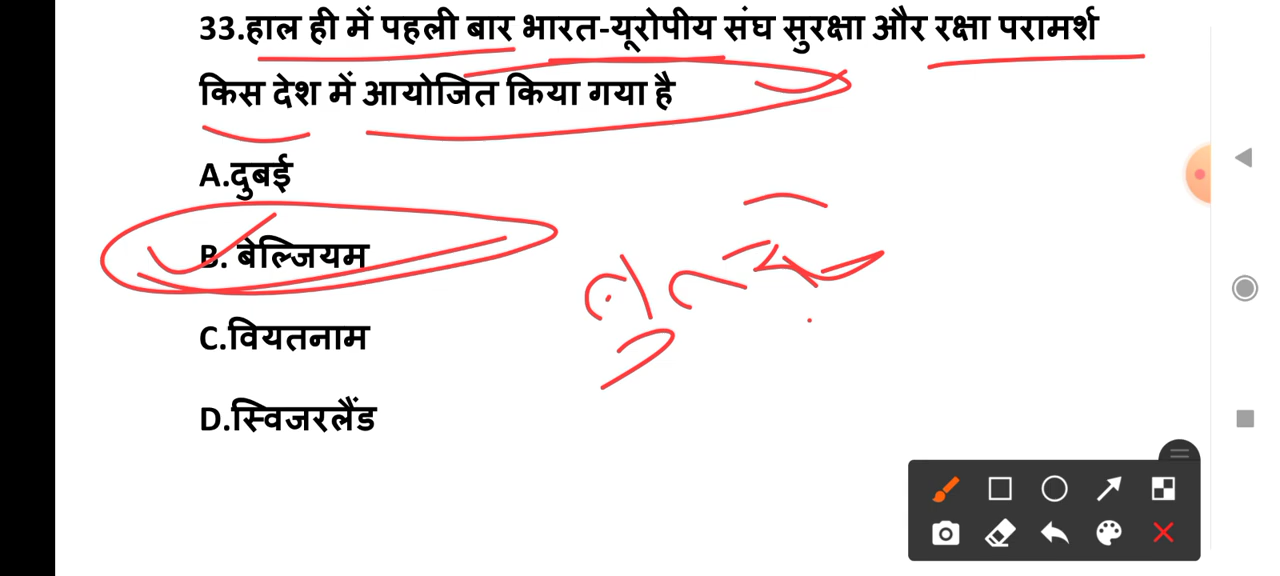 33.हाल ही में पहली बार भारत-यूरोपीय संघ सुरक्षा और रक्षा परामर्श
किस देश में आयोजित किया गया है
A.दुबई
B. बेल्जियम
C.वियतनाम
D.स्विजरलैंड